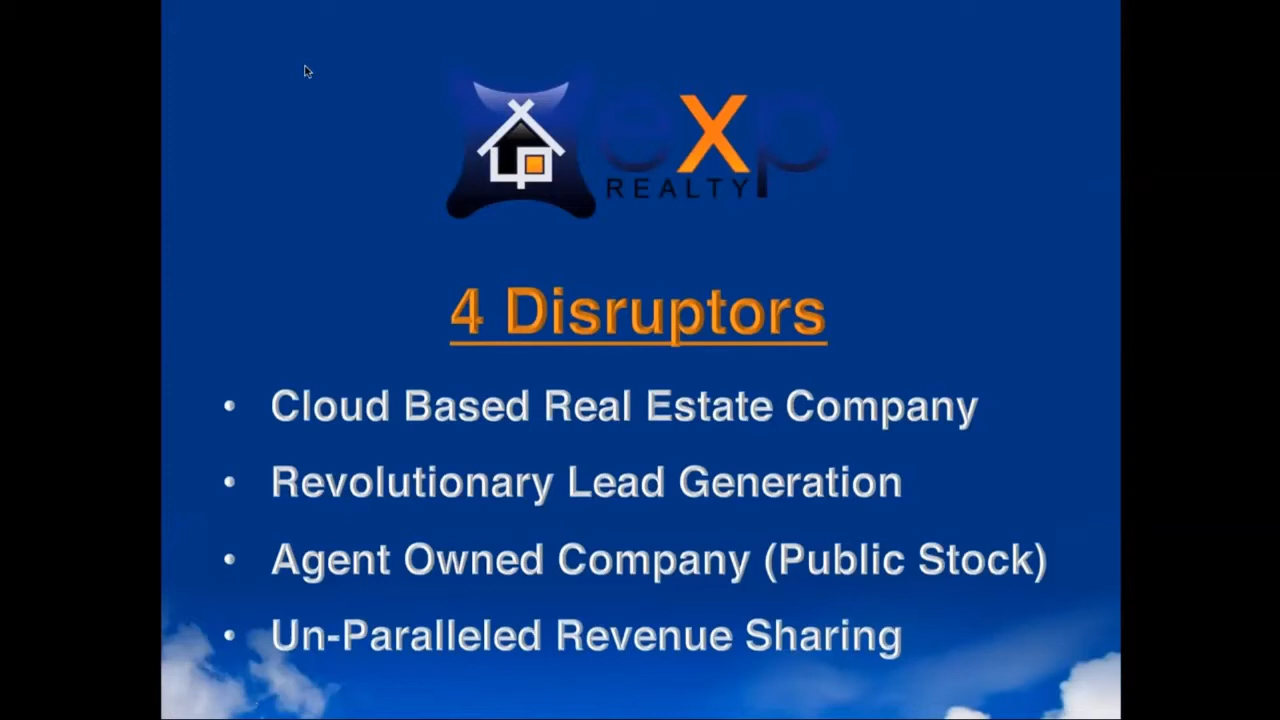 eXp
REALTY
4 Disruptors
• Cloud Based Real Estate Company
• Revolutionary Lead Generation
• Agent Owned Company (Public Stock)
• Un-Paralleled Revenue Sharing